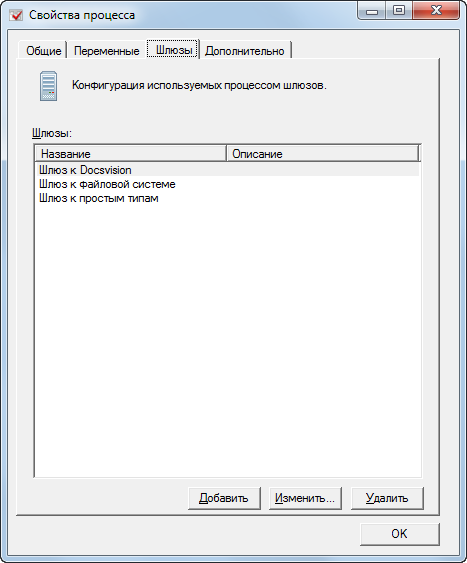 Свойства процесса
Общие Переменные Шлюзы Дополнительно
Конфигурация используемых процессом шлюзов.
Шлюзы:
Название Описание
Шлюз к Docsvision
Шлюз к файловой системе
Шлюз к простым типам
Добавить Изменить... Удалить
OK